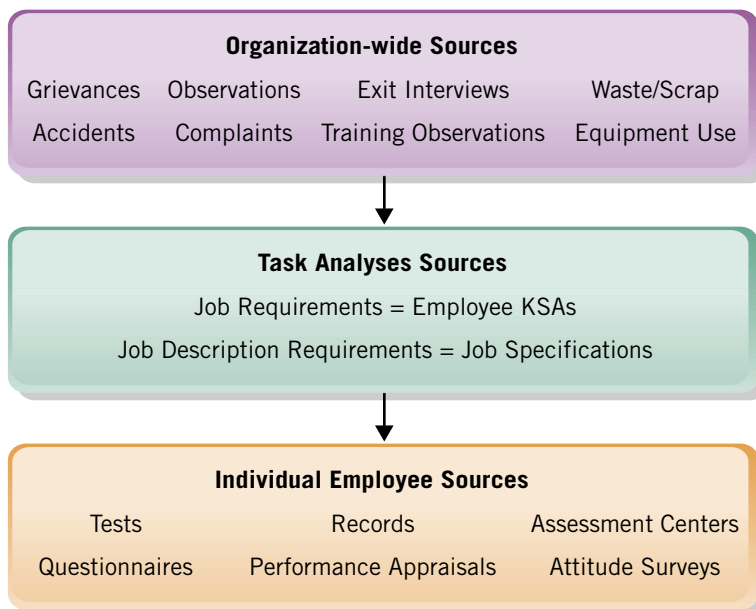 Organization-wide Sources
Grievances Observations Exit Interviews Waste/Scrap
Accidents Complaints Training Observations Equipment Use
Task Analyses Sources
Job Requirements = Employee KSAs
Job Description Requirements = Job Specifications
Individual Employee Sources
Tests Records Assessment Centers
Questionnaires Performance Appraisals Attitude Surveys